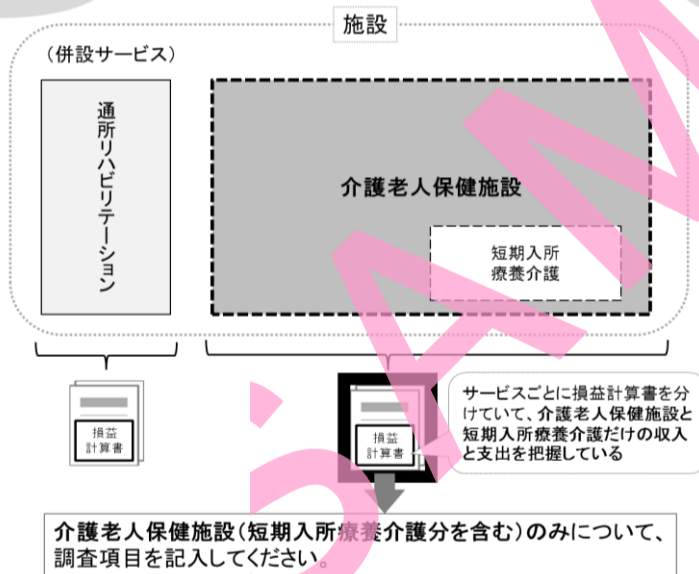 施設
（併設サービス）
通所リハビリテーション
介護老人保健施設
短期入所
療養介護
損益
計算書
損益
計算書
サービスごとに損益計算書を分
けていて、介護老人保健施設と
短期入所療養介護だけの収入
と支出を把握している
介護老人保健施設（短期入所療養介護分を含む）のみについて、
調査項目を記入してください。